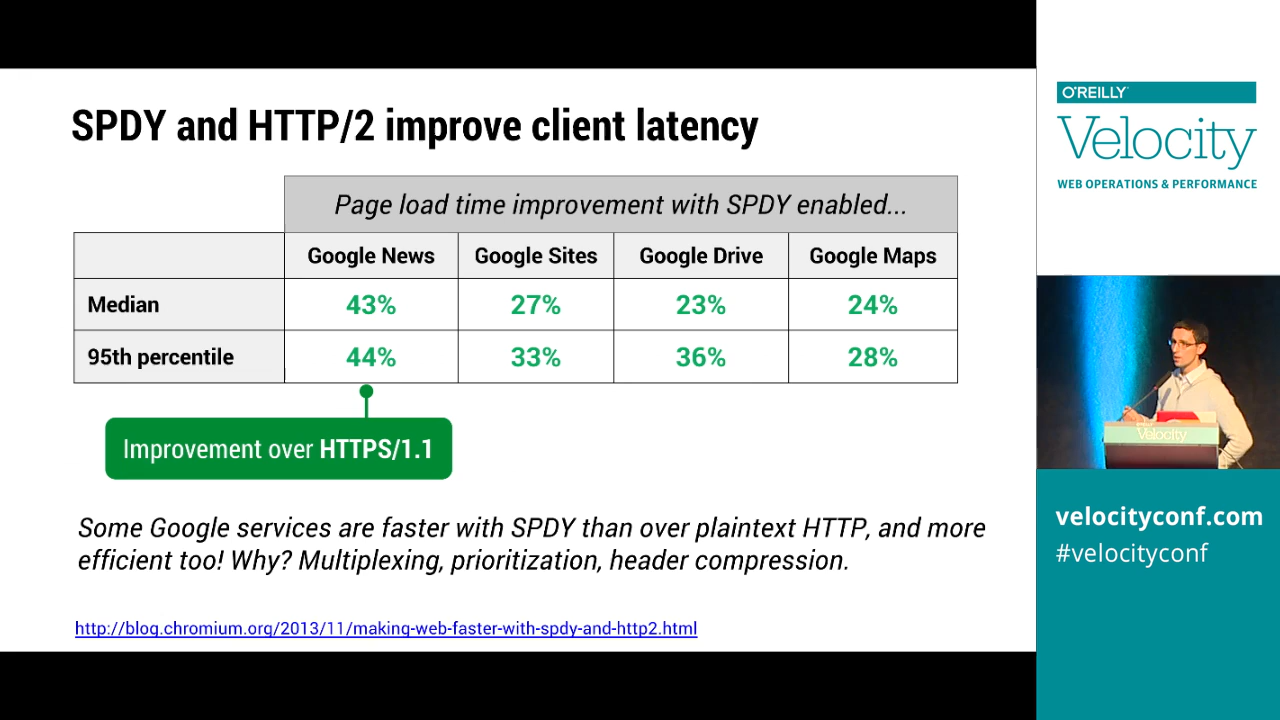 SPDY and HTTP/2 improve client latency
Page load time improvement with SPDY enabled...
Google News Google Sites Google Drive Google Maps
Median 43% 27% 23% 24%
95th percentile 44% 33% 36% 28%
Improvement over HTTPS/1.1
Some Google services are faster with SPDY than over plaintext HTTP, and more
efficient too! Why? Multiplexing, prioritization, header compression.
http://blog.chromium.org/2013/11/making-web-faster-with-spdy-and-http2.html
O'REILLY
Velocity
WEB OPERATIONS & PERFORMANCE
Velocity
velocityconf.com
#velocityconf